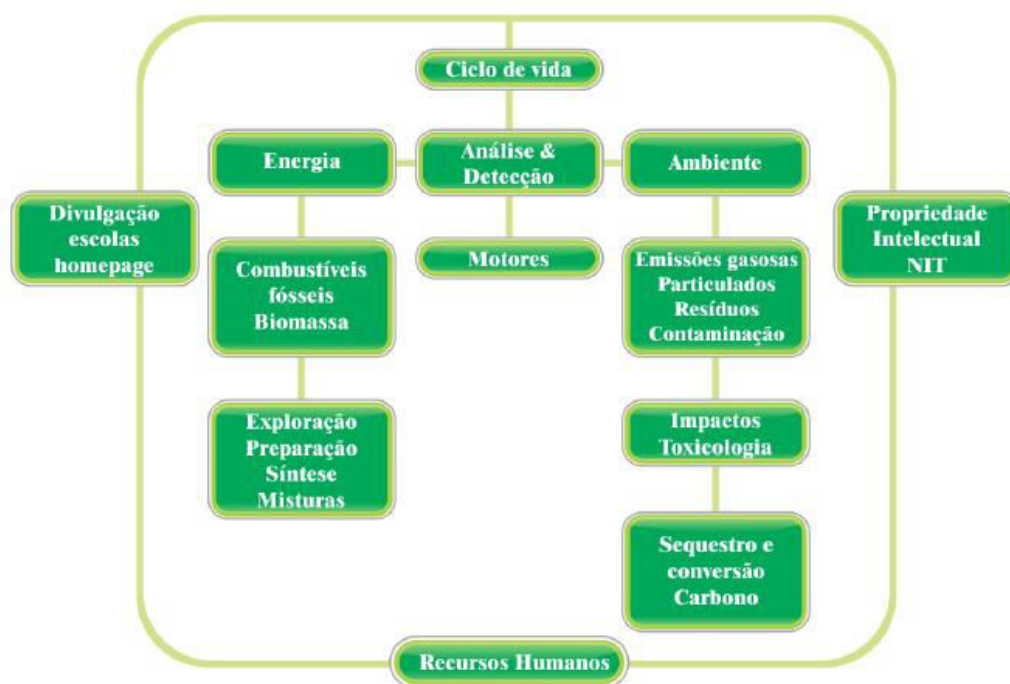 Ciclo de vida
Energia
Análise &
Detecção
Ambiente
Divulgação
escolas
homepage
Propriedade
Intelectual
NIT
Combustíveis
fósseis
Biomassa
Motores
Emissões gasosas
Particulados
Resíduos
Contaminação
Exploração
Preparação
Síntese
Misturas
Impactos
Toxicologia
Sequestro e
conversão
Carbono
Recursos Humanos